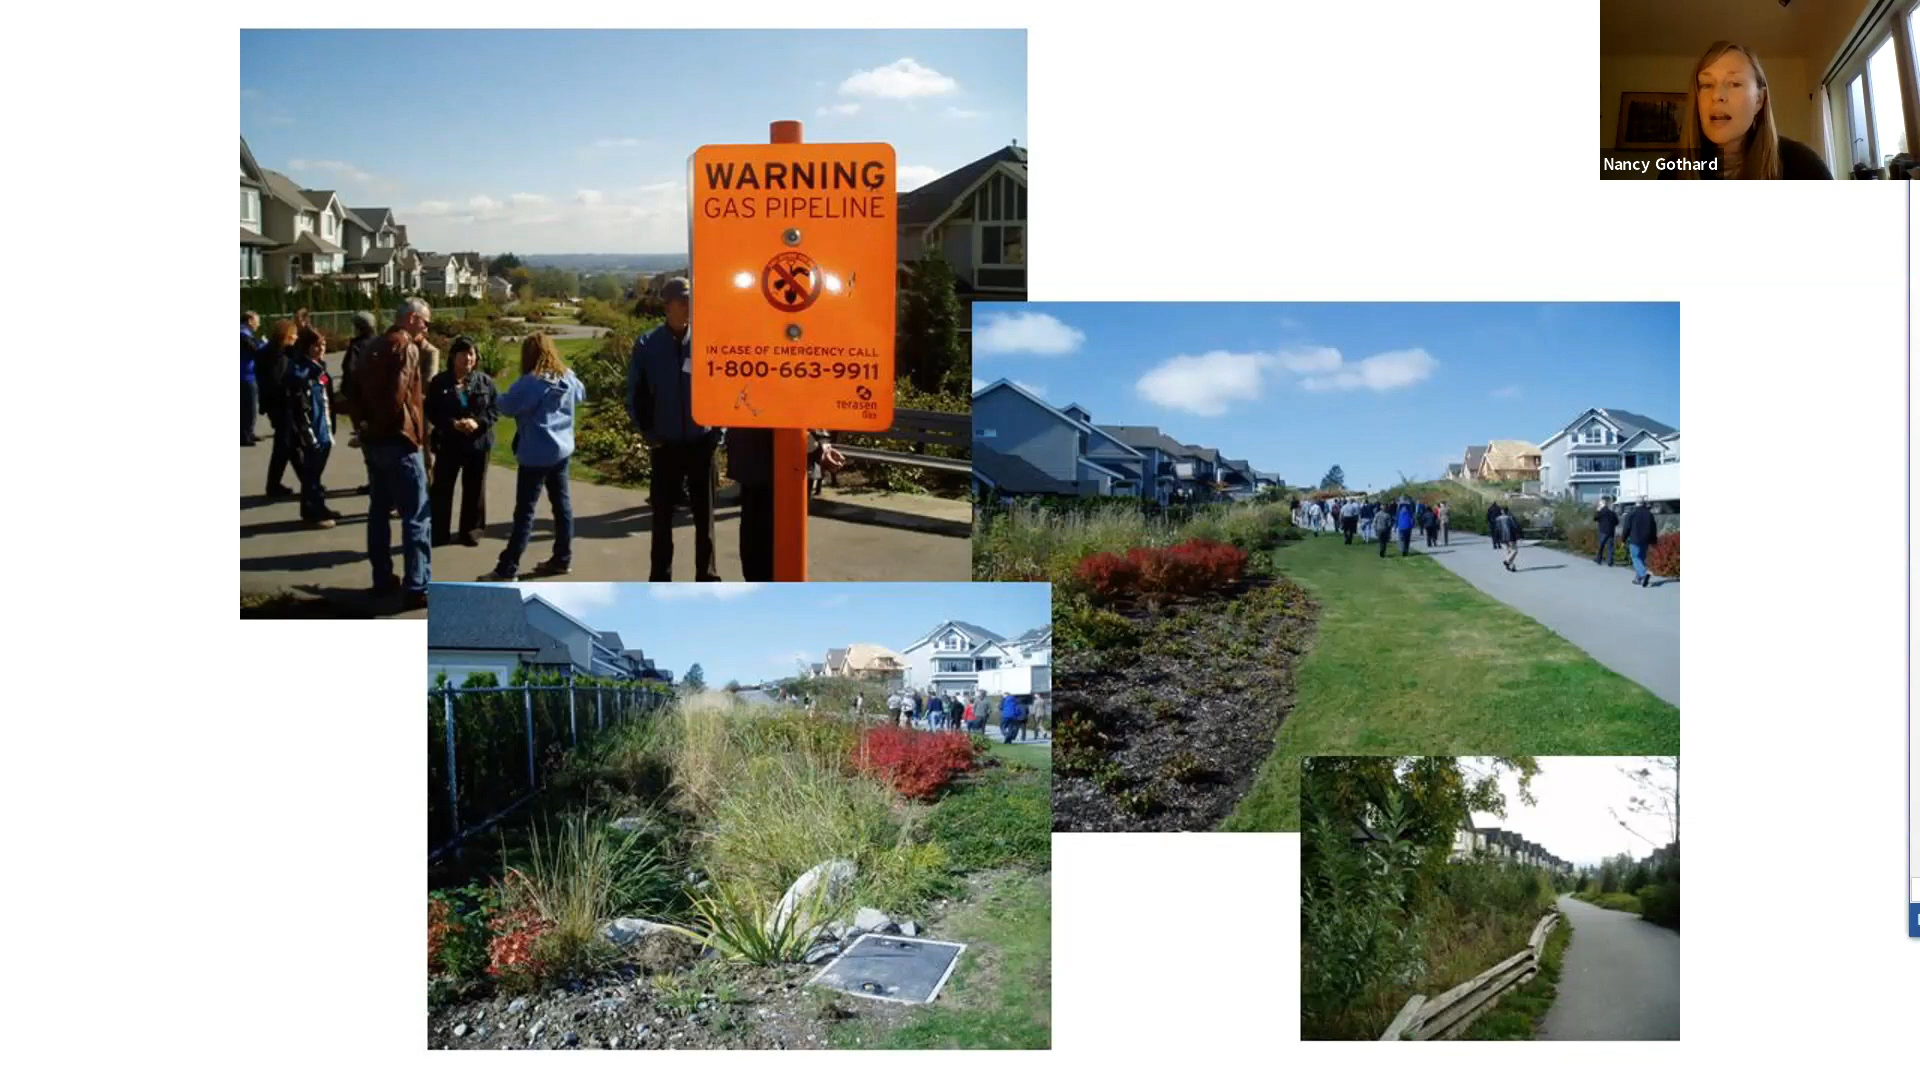 WARNING
GAS PIPELINE
IN CASE OF EMERGENCY CALL
1-800-663-9911
Terasen
Gas
Nancy Gothard